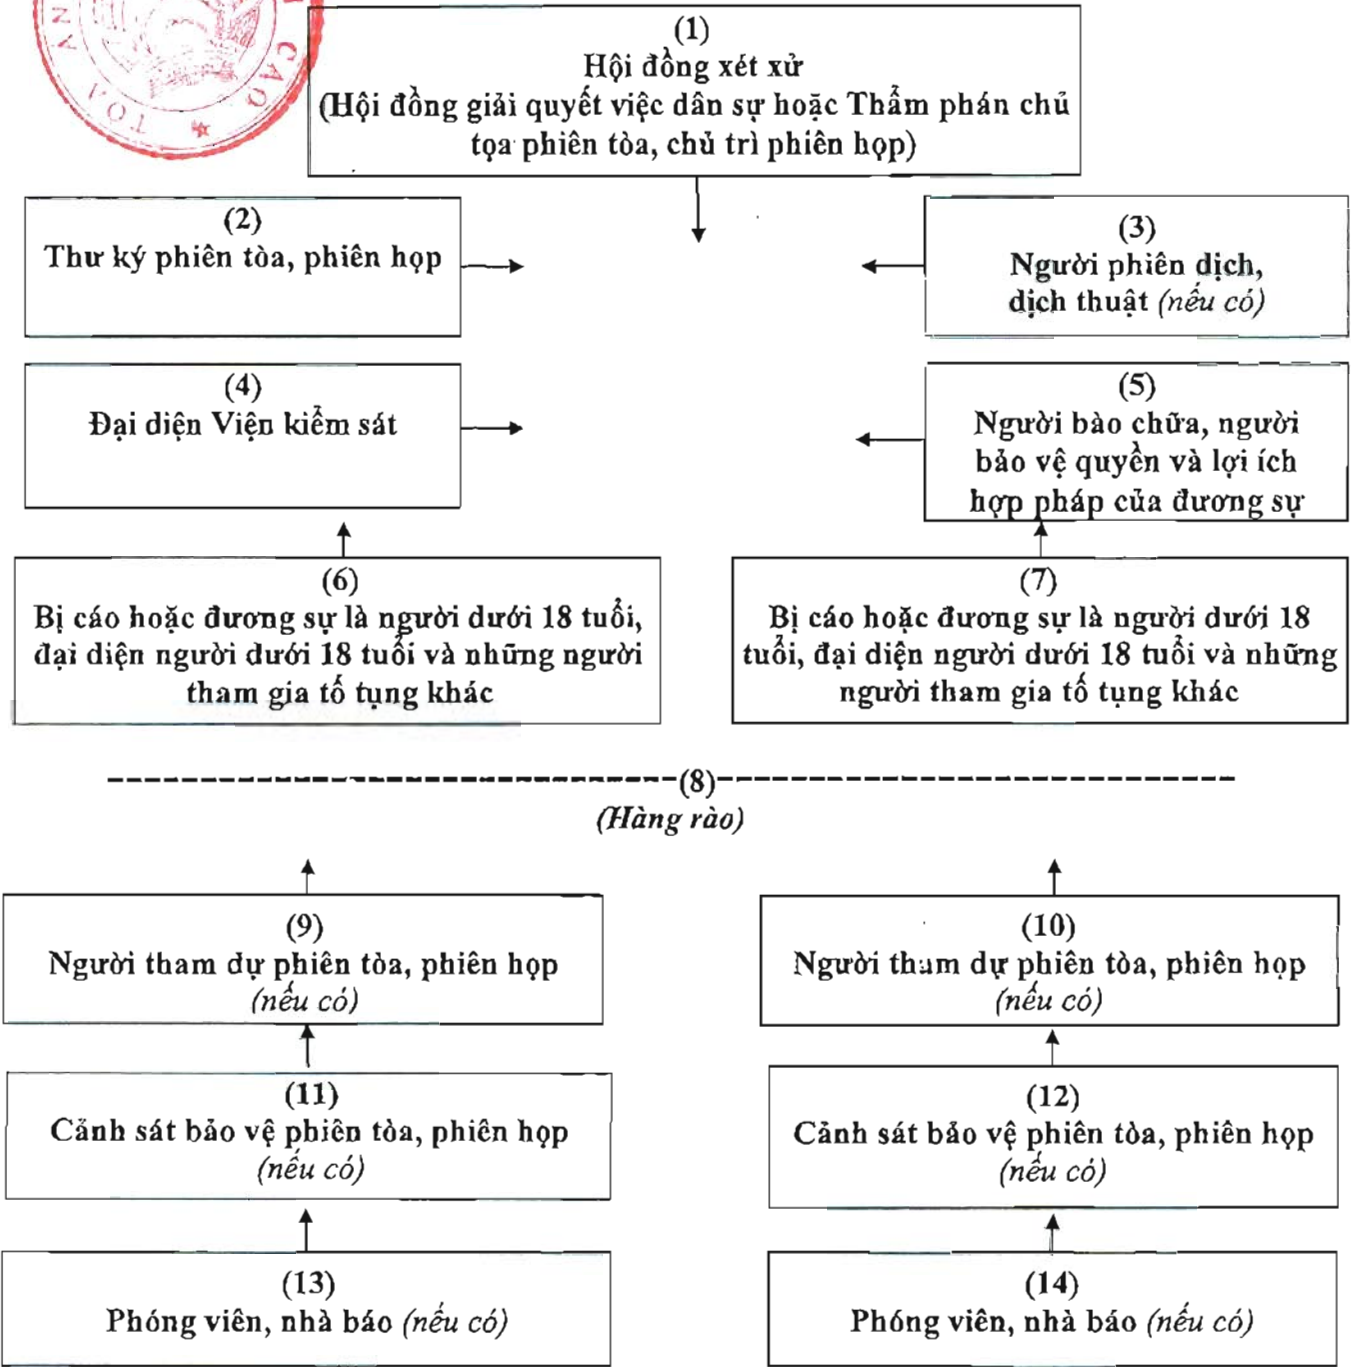 TÒA ÁN
CAO
(1)
Hội đồng xét xử
(Hội đồng giải quyết việc dân sự hoặc Thẩm phán chủ
tọa phiên tòa, chủ trì phiên họp)
(2)
Thư ký phiên tòa, phiên họp
(3)
Người phiên dịch,
dịch thuật (nếu có)
(4)
Đại diện Viện kiểm sát
(5)
Người bào chữa, người
bảo vệ quyền và lợi ích
hợp pháp của đương sự
(6)
Bị cáo hoặc đương sự là người dưới 18 tuổi,
đại diện người dưới 18 tuổi và những người
tham gia tố tụng khác
(7)
Bị cáo hoặc đương sự là người dưới 18
tuổi, đại diện người dưới 18 tuổi và những
người tham gia tố tụng khác
(8)
(Hàng rào)
(9)
Người tham dự phiên tòa, phiên họp
(nếu có)
(10)
Người tham dự phiên tòa, phiên họp
(nếu có)
(11)
Cảnh sát bảo vệ phiên tòa, phiên họp
(nếu có)
(12)
Cảnh sát bảo vệ phiên tòa, phiên họp
(nếu có)
(13)
Phóng viên, nhà báo (nếu có)
(14)
Phóng viên, nhà báo (nếu có)